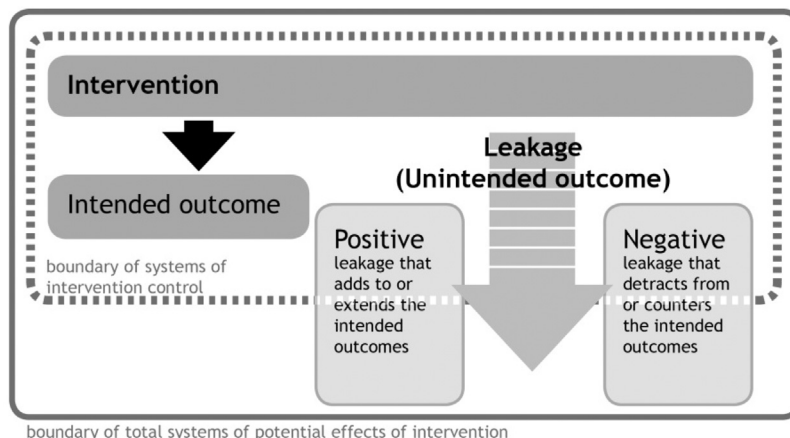 Intervention
Leakage
(Unintended outcome)
Intended outcome
Positive
leakage that
adds to or
extends the
intended
outcomes
Negative
leakage that
detracts from
or counters
the intended
outcomes
boundary of systems of
intervention control
boundary of total systems of potential effects of intervention